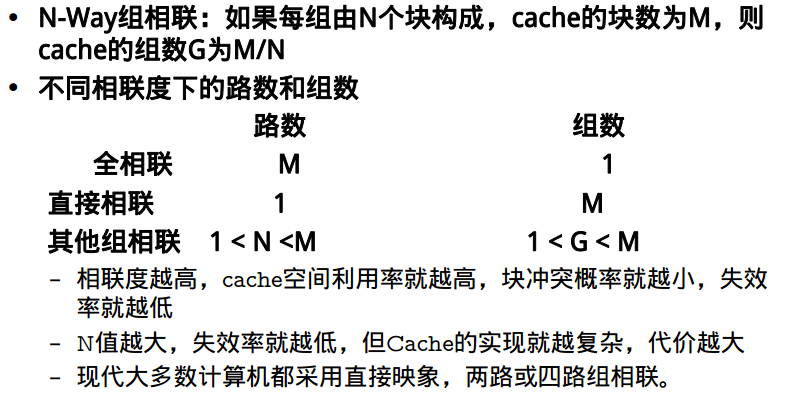 • N-Way组相联：如果每组由N个块构成，cache的块数为M，则
cache的组数G为M/N
• 不同相联度下的路数和组数
路数 组数
全相联 M 1
直接相联 1 M
其他组相联 1 < N <M 1 < G < M
– 相联度越高，cache空间利用率就越高，块冲突概率就越小，失效
率就越低
– N值越大，失效率就越低，但Cache的实现就越复杂，代价越大
– 现代大多数计算机都采用直接映象，两路或四路组相联。